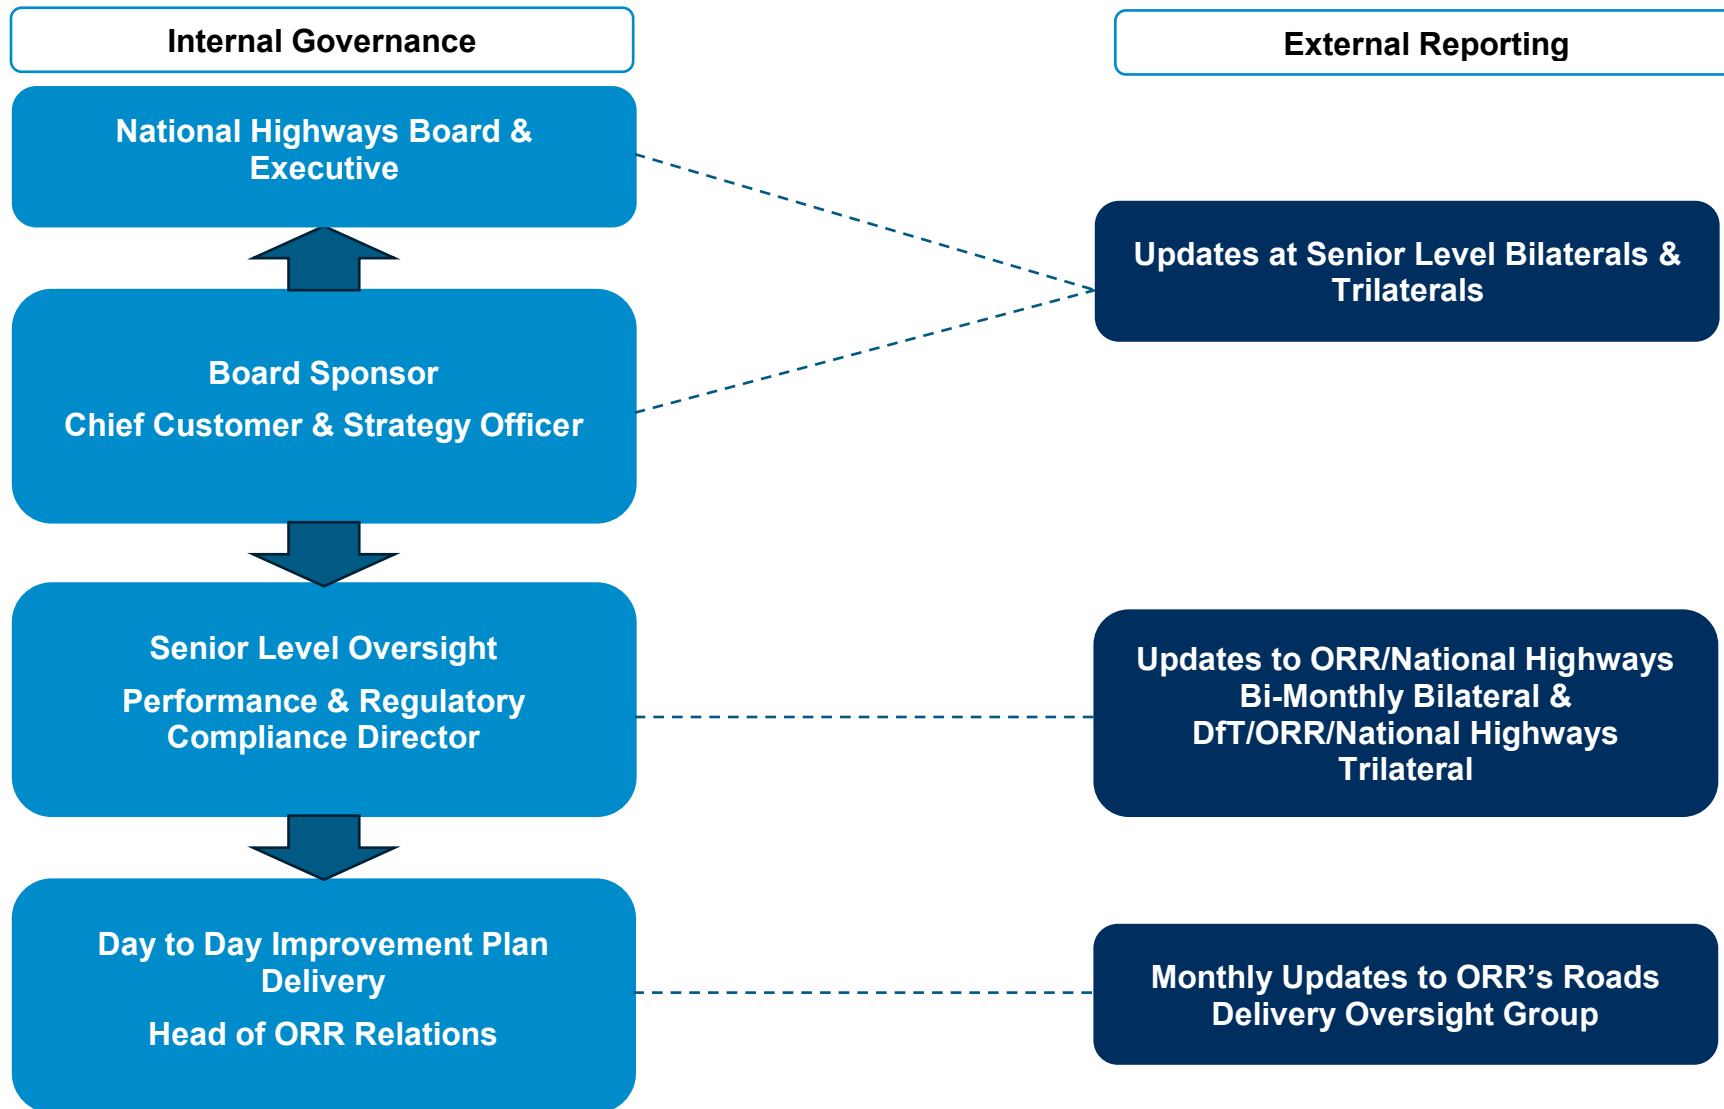 Internal Governance
External Reporting
National Highways Board &
Executive
Updates at Senior Level Bilaterals &
Trilaterals
Board Sponsor
Chief Customer & Strategy Officer
Senior Level Oversight
Performance & Regulatory
Compliance Director
Updates to ORR/National Highways
Bi-Monthly Bilateral &
DfT/ORR/National Highways
Trilateral
Day to Day Improvement Plan
Delivery
Head of ORR Relations
Monthly Updates to ORR’s Roads
Delivery Oversight Group